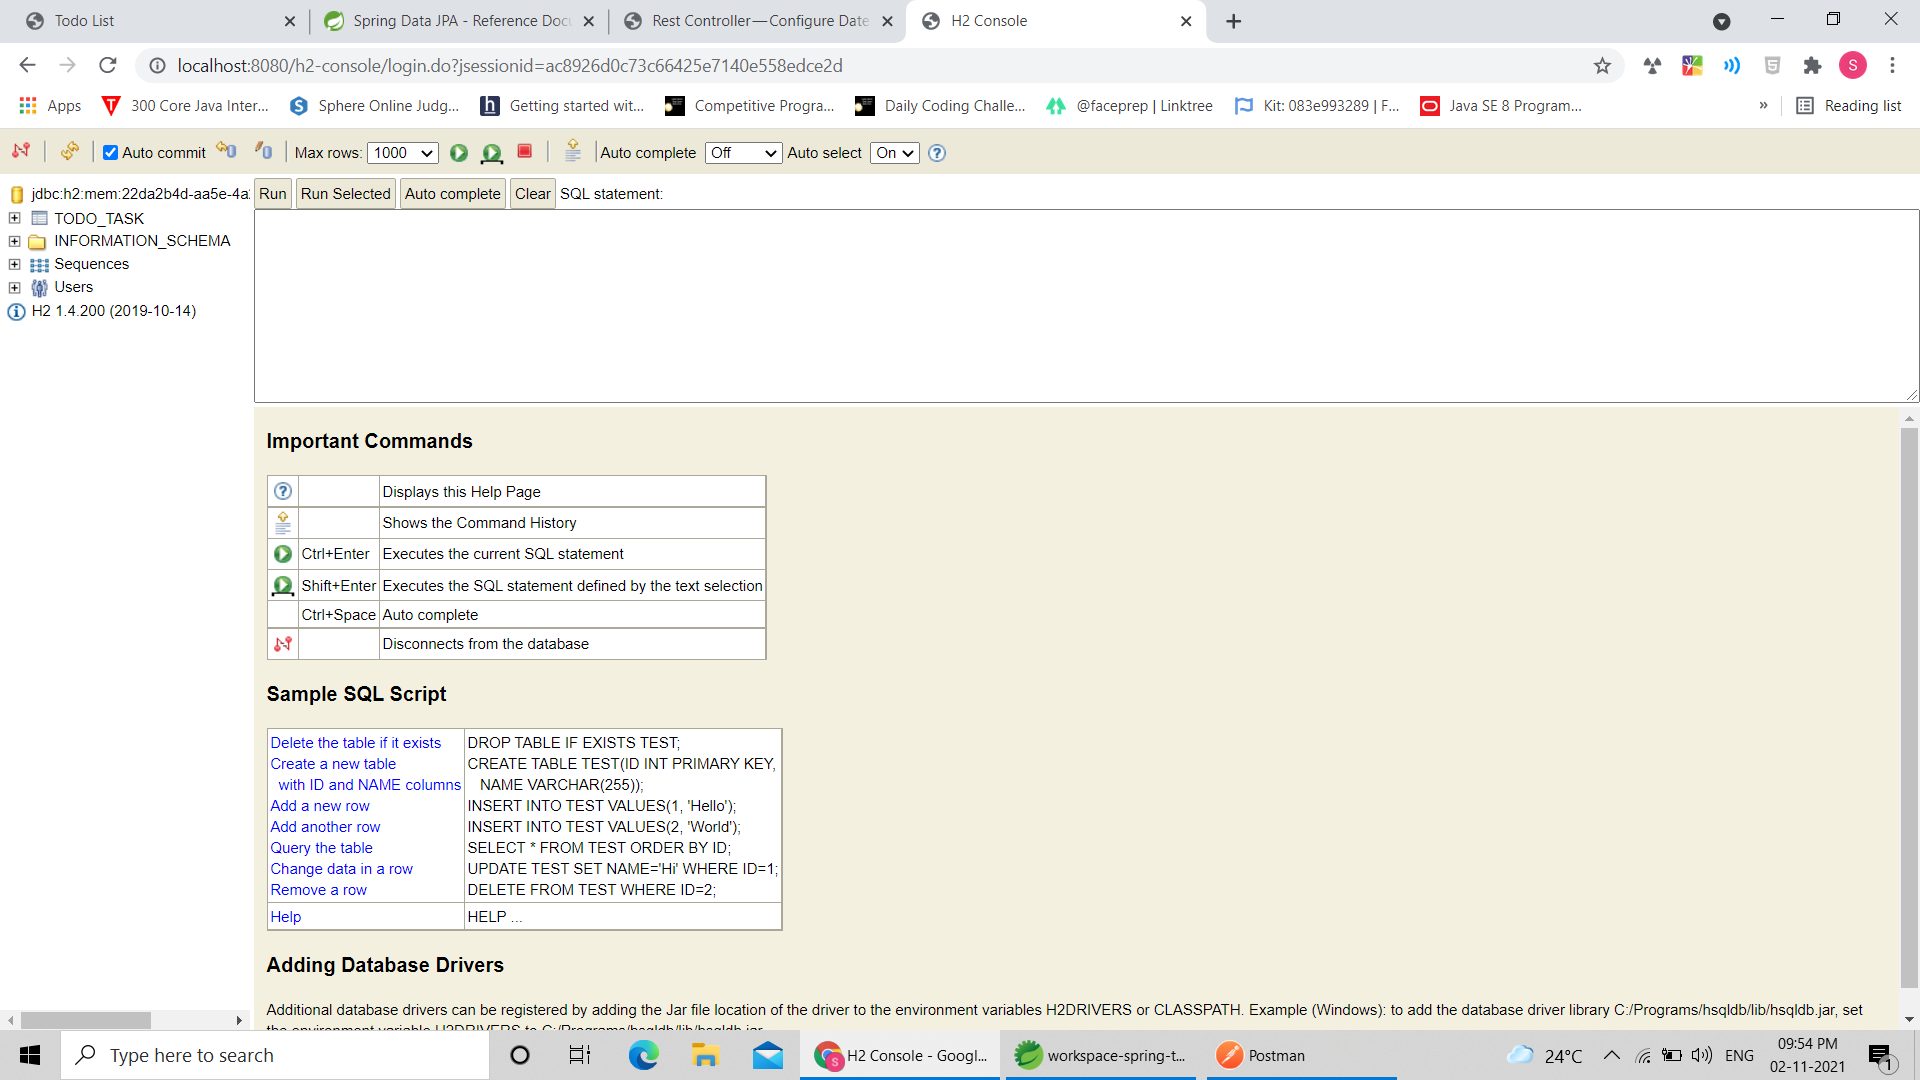 Todo List
Spring Data JPA - Reference Doc
Rest Controller — Configure Date
H2 Console
localhost:8080/h2-console/login.do?jsessionid=ac8926d0c73c66425e7140e558edce2d
S
Apps
300 Core Java Inter...
Sphere Online Judg...
Getting started wit...
Competitive Progra...
Daily Coding Challe...
@faceprep | Linktree
Kit: 083e993289 | F...
Java SE 8 Program...
»
Reading list
Auto commit
Max rows: 1000
Auto complete Off
Auto select On
jdbc:h2:mem:22da2b4d-aa5e-4a
Run
Run Selected
Auto complete
Clear
SQL statement:
TODO_TASK
INFORMATION_SCHEMA
Sequences
Users
H2 1.4.200 (2019-10-14)
Important Commands
Displays this Help Page
Shows the Command History
Ctrl+Enter Executes the current SQL statement
Shift+Enter Executes the SQL statement defined by the text selection
Ctrl+Space Auto complete
Disconnects from the database
Sample SQL Script
Delete the table if it exists DROP TABLE IF EXISTS TEST;
Create a new table CREATE TABLE TEST(ID INT PRIMARY KEY,
with ID and NAME columns NAME VARCHAR(255));
Add a new row INSERT INTO TEST VALUES(1, 'Hello');
Add another row INSERT INTO TEST VALUES(2, 'World');
Query the table SELECT * FROM TEST ORDER BY ID;
Change data in a row UPDATE TEST SET NAME='Hi' WHERE ID=1;
Remove a row DELETE FROM TEST WHERE ID=2;
Help HELP ...
Adding Database Drivers
Additional database drivers can be registered by adding the Jar file location of the driver to the environment variables H2DRIVERS or CLASSPATH. Example (Windows): to add the database driver library C:/Programs/hsqldb/lib/hsqldb.jar, set
the environment variable H2DRIVERS to C:/Programs/hsqldb/lib/hsqldb.jar.
Type here to search
H2 Console - Googl...
workspace-spring-t...
Postman
24°C
ENG
09:54 PM
02-11-2021
1